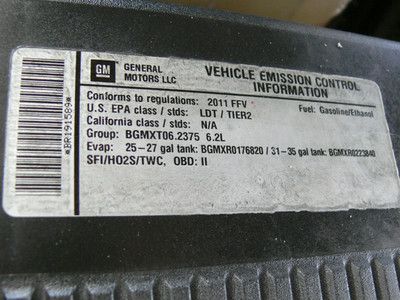 GM
GENERAL MOTORS LLC
VEHICLE EMISSION CONTROL INFORMATION
Conforms to regulations: 2011 FFV
Fuel: Gasoline/Ethanol
U.S. EPA class / stds: LDT / TIER2
California class / stds: N/A
Group: BGMXT06.2375 6.2L
Evap: 25-27 gal tank: BGMXR0176820 / 31-35 gal tank: BGMXR0223840
SFI/HO2S/TWC, OBD: II